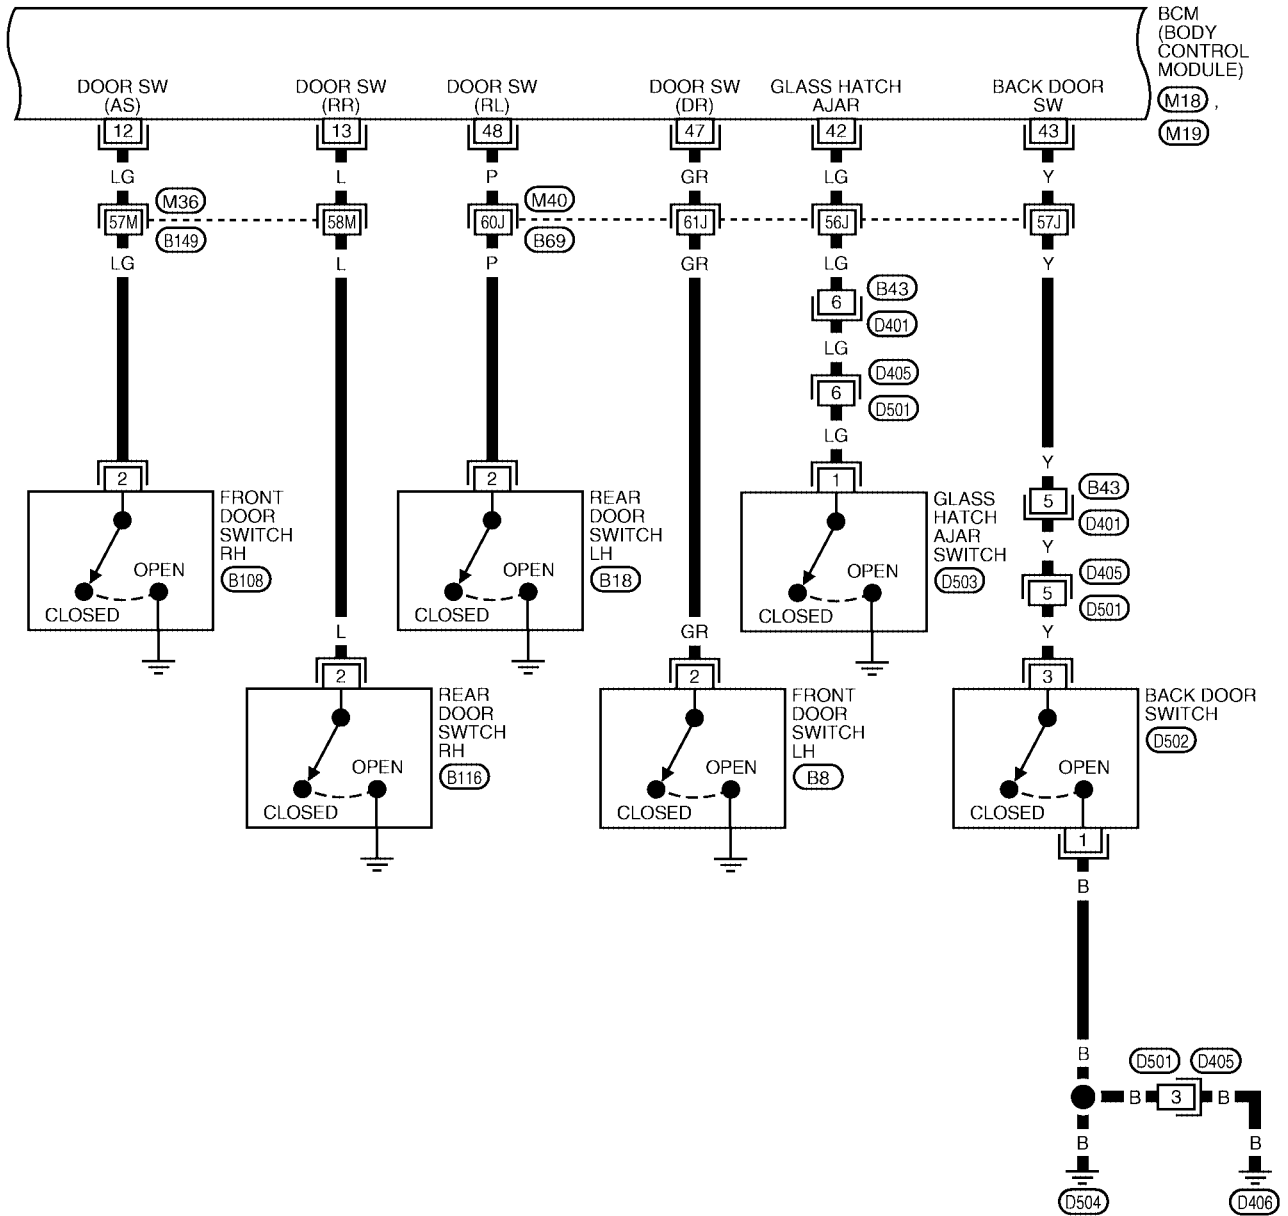 BCM
(BODY
CONTROL
MODULE)
M18 ,
M19
DOOR SW
(AS)
DOOR SW
(RR)
DOOR SW
(RL)
DOOR SW
(DR)
GLASS HATCH
AJAR
BACK DOOR
SW
12 13 48 47 42 43
LG L P GR LG Y
M36 M40
57M 58M 60J 61J 56J 57J
B149 B69
LG L P GR LG Y
6 B43
D401
LG
D405
6
D501
LG Y
2 2 1
FRONT
DOOR
SWITCH
RH
B108
OPEN
CLOSED
REAR
DOOR
SWITCH
LH
B18
OPEN
CLOSED
GLASS
HATCH
AJAR
SWITCH
D503
OPEN
CLOSED
5 B43
D401
Y
D405
5
D501
L GR Y
2 2 3
REAR
DOOR
SWTCH
RH
B116
OPEN
CLOSED
FRONT
DOOR
SWITCH
LH
B8
OPEN
CLOSED
BACK DOOR
SWITCH
D502
OPEN
CLOSED
1
B
B
D501 D405
B 3 B
B B
D504 D406